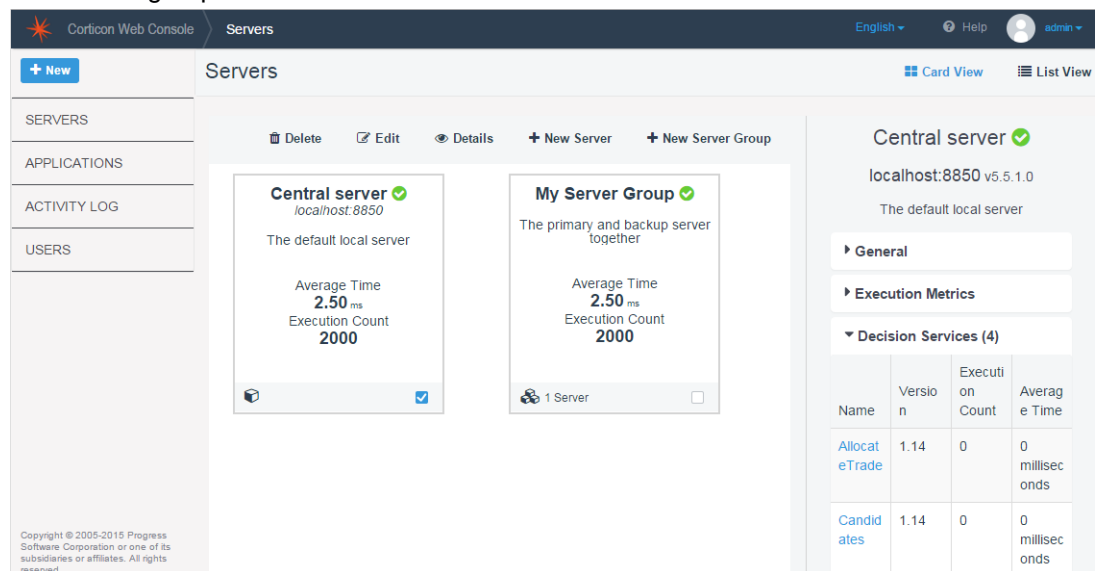 Corticon Web Console
Servers
English
Help
admin
+ New
Servers
Card View
List View
SERVERS
APPLICATIONS
ACTIVITY LOG
USERS
Delete
Edit
Details
+ New Server
+ New Server Group
Central server
localhost:8850
The default local server
Average Time
2.50 ms
Execution Count
2000
My Server Group
The primary and backup server
together
Average Time
2.50 ms
Execution Count
2000
1 Server
Central server
localhost:8850 v5.5.1.0
The default local server
General
Execution Metrics
Decision Services (4)
Name
Versio
n
Executi
on
Count
Averag
e Time
Allocat
eTrade
1.14
0
0
millisec
onds
Candid
ates
1.14
0
0
millisec
onds
Copyright © 2005-2015 Progress
Software Corporation or one of its
subsidiaries or affiliates. All rights
reserved